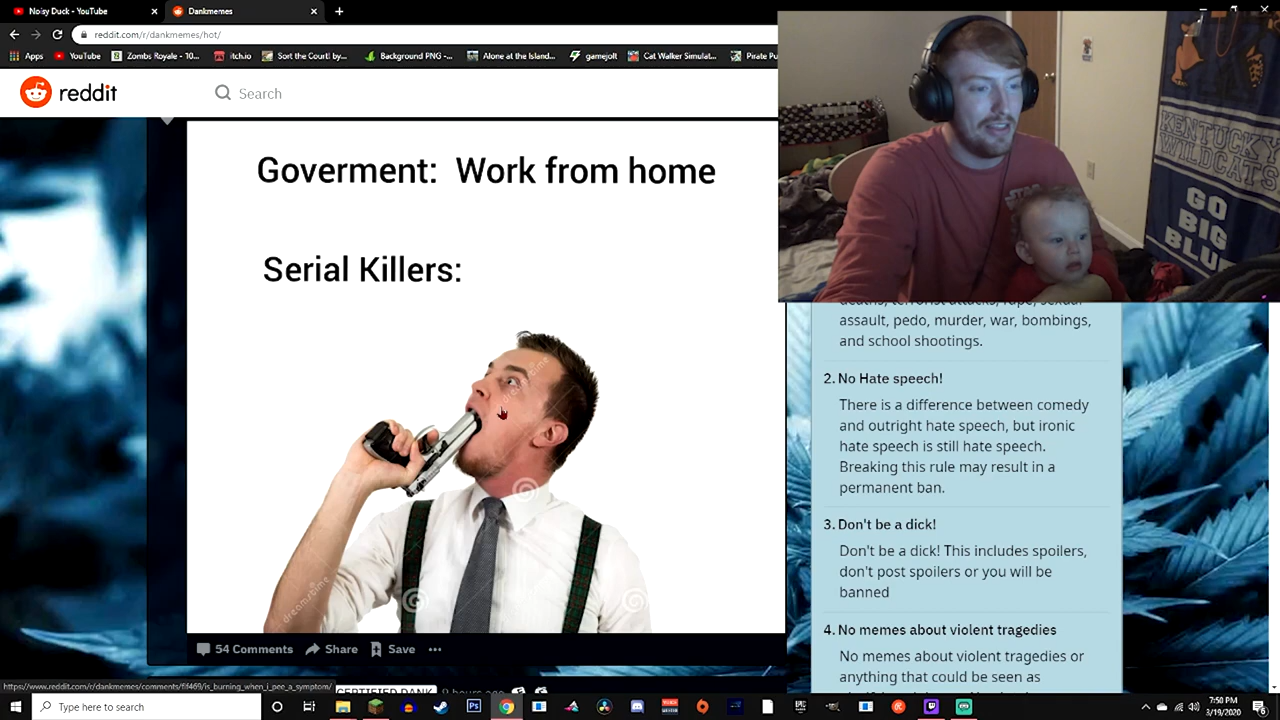 Noisy Duck - YouTube
Dankmemes
reddit.com/r/dankmemes/hot/
Apps
YouTube
Zombs Royale - 10...
itch.io
Sort the Court! by...
Background PNG -...
Alone at the Island...
gamejolt
Cat Walker Simulat...
Pirate Pu
reddit
Search
Goverment: Work from home
Serial Killers:
dreamstime
54 Comments
Share
Save
KENTUCKY
WILDCATS
GO
BIG
BLUE
STAR
deaths, terrorist attacks, rape, sexual
assault, pedo, murder, war, bombings,
and school shootings.
2. No Hate speech!
There is a difference between comedy
and outright hate speech, but ironic
hate speech is still hate speech.
Breaking this rule may result in a
permanent ban.
3. Don't be a dick!
Don't be a dick! This includes spoilers,
don't post spoilers or you will be
banned
4. No memes about violent tragedies
No memes about violent tragedies or
anything that could be seen as
https://www.reddit.com/r/dankmemes/comments/fif469/is_burning_when_i_pee_a_symptom/
CERTIFIED DANK
8 hours ago
Type here to search
7:50 PM
3/19/2020